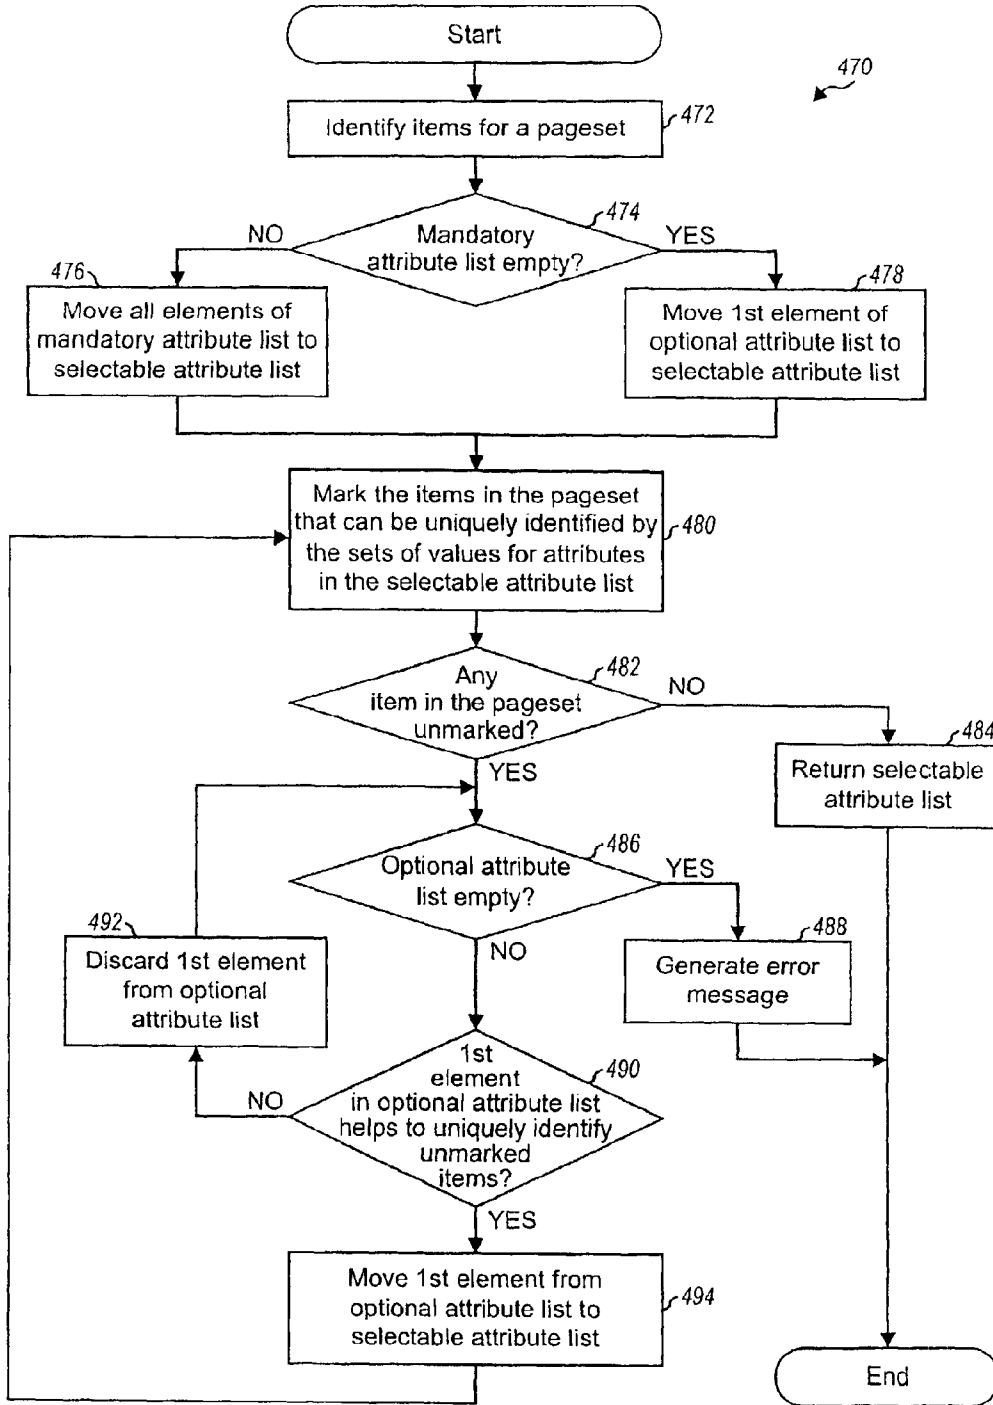 Start
470
Identify items for a pageset
472
474
NO
Mandatory
attribute list empty?
YES
476
Move all elements of
mandatory attribute list to
selectable attribute list
478
Move 1st element of
optional attribute list to
selectable attribute list
Mark the items in the pageset
that can be uniquely identified by
the sets of values for attributes
in the selectable attribute list
480
482
Any
item in the pageset
unmarked?
NO
484
Return selectable
attribute list
YES
486
Optional attribute
list empty?
YES
488
Generate error
message
NO
492
Discard 1st element
from optional
attribute list
490
NO
1st
element
in optional attribute list
helps to uniquely identify
unmarked
items?
YES
Move 1st element from
optional attribute list to
selectable attribute list
494
End